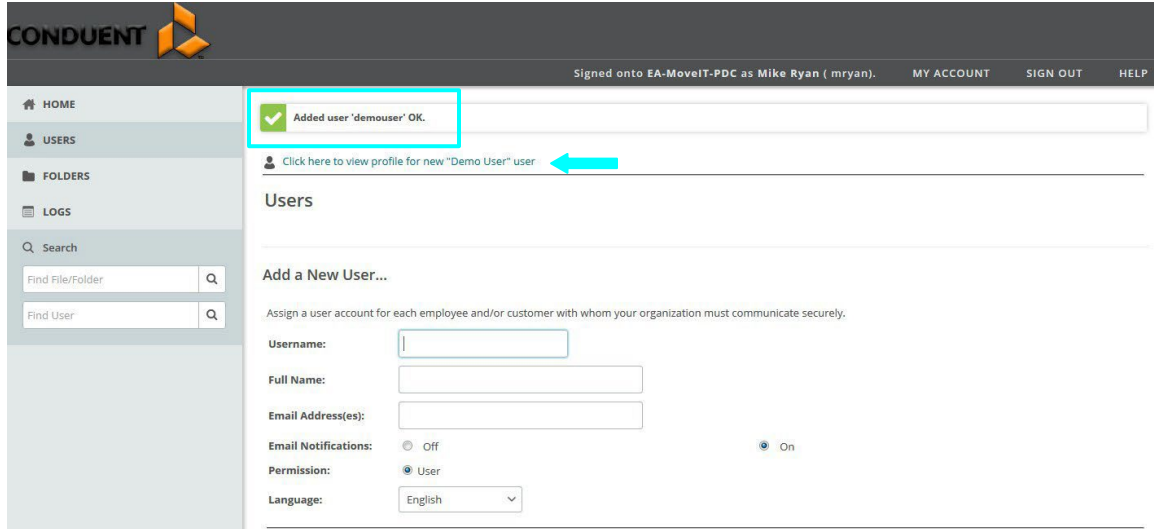 CONDUENT
Signed onto EA-MoveIT-PDC as Mike Ryan ( mryan). MY ACCOUNT SIGN OUT HELP
HOME
USERS
FOLDERS
LOGS
Search
Find File/Folder
Find User
Added user 'demouser' OK.
Click here to view profile for new "Demo User" user
Users
Add a New User...
Assign a user account for each employee and/or customer with whom your organization must communicate securely.
Username:
Full Name:
Email Address(es):
Email Notifications: Off On
Permission: User
Language: English